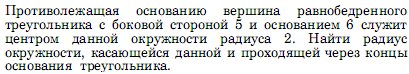 Противолежащая основанию вершина равнобедренного
треугольника с боковой стороной 5 и основанием 6 служит
центром данной окружности радиуса 2. Найти радиус
окружности, касающейся данной и проходящей через концы
основания треугольника.